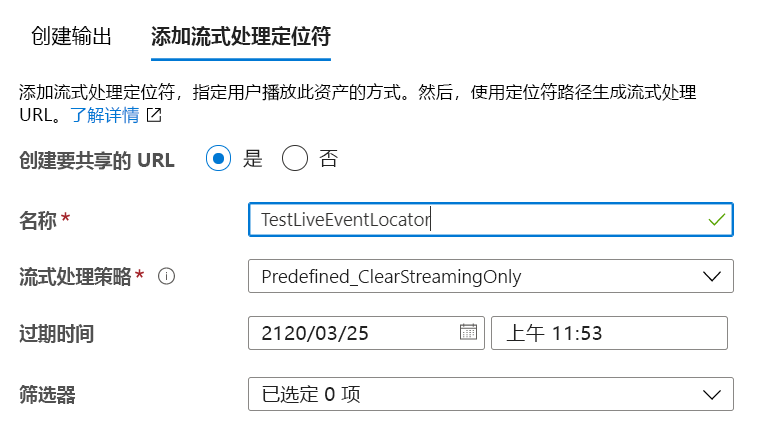 创建输出 添加流式处理定位符
添加流式处理定位符，指定用户播放此资产的方式。然后，使用定位符路径生成流式处理
URL。了解详情
创建要共享的 URL 是 否
名称 * TestLiveEventLocator
流式处理策略 * Predefined_ClearStreamingOnly
过期时间 2120/03/25 上午 11:53
筛选器 已选定 0 项